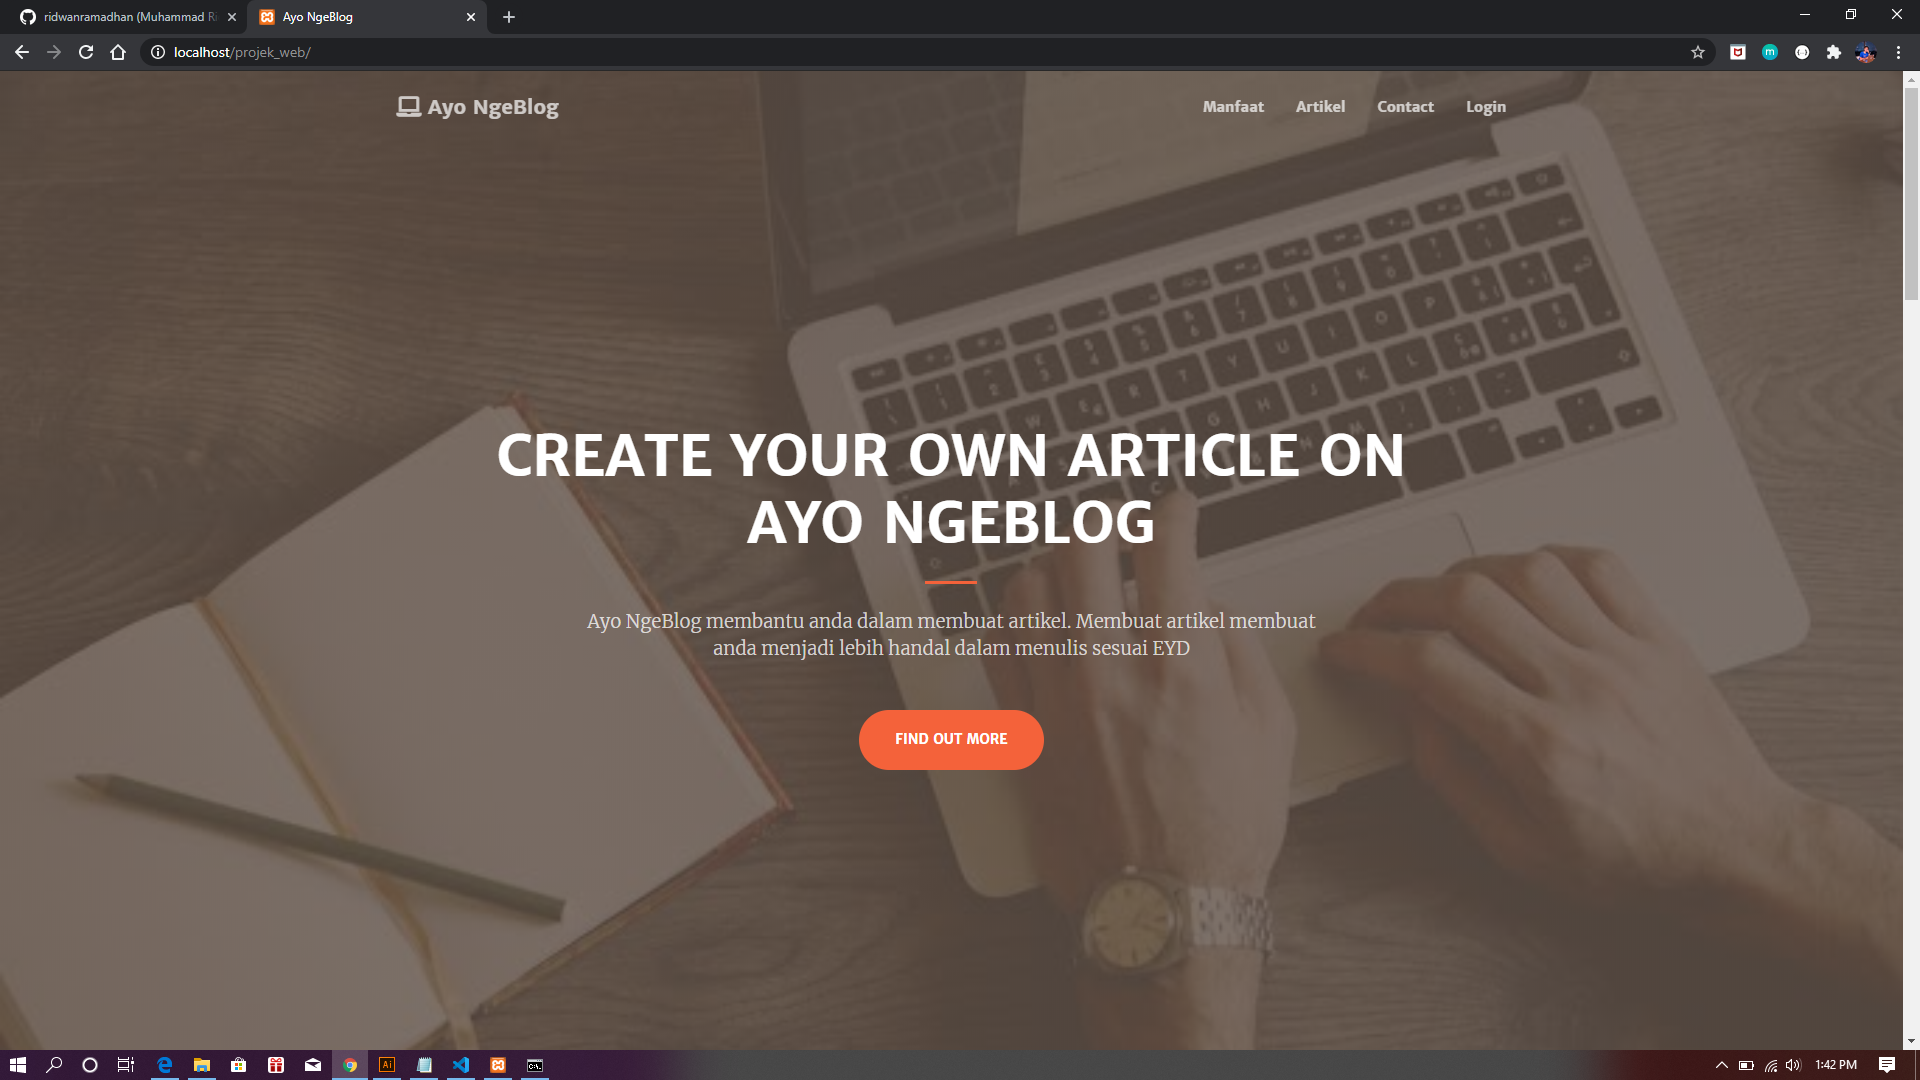 ridwanramadhan (Muhammad Ri
Ayo NgeBlog
localhost/projek_web/
Ayo NgeBlog
Manfaat
Artikel
Contact
Login
CREATE YOUR OWN ARTICLE ON
AYO NGEBLOG
Ayo NgeBlog membantu anda dalam membuat artikel. Membuat artikel membuat
anda menjadi lebih handal dalam menulis sesuai EYD
FIND OUT MORE
1:42 PM